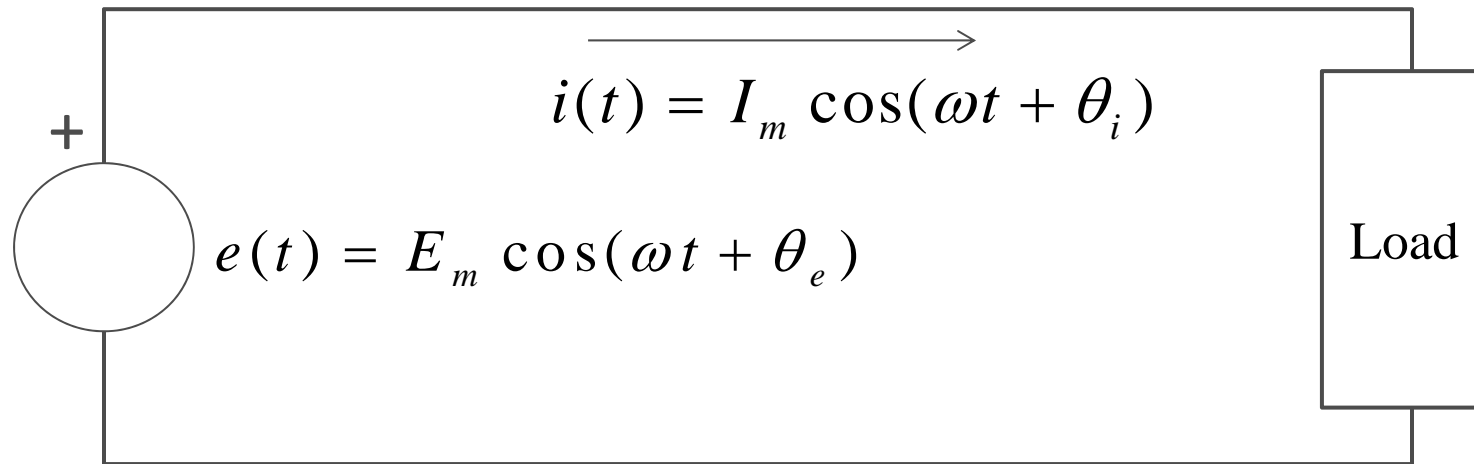 i(t) = I_m cos(ωt + θ_i)
+
e(t) = E_m cos(ωt + θ_e)
Load